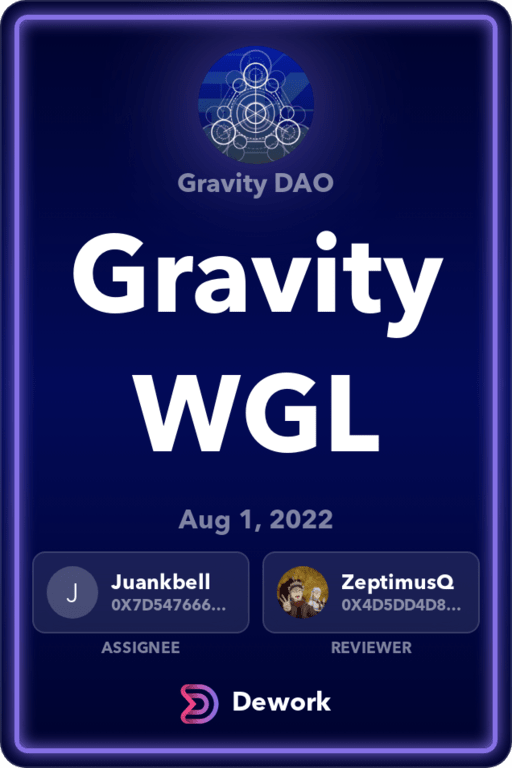 Gravity DAO
Gravity
WGL
Aug 1, 2022
J
Juankbell
0X7D547666...
ZeptimusQ
0X4D5DD4D8...
ASSIGNEE
REVIEWER
Dework